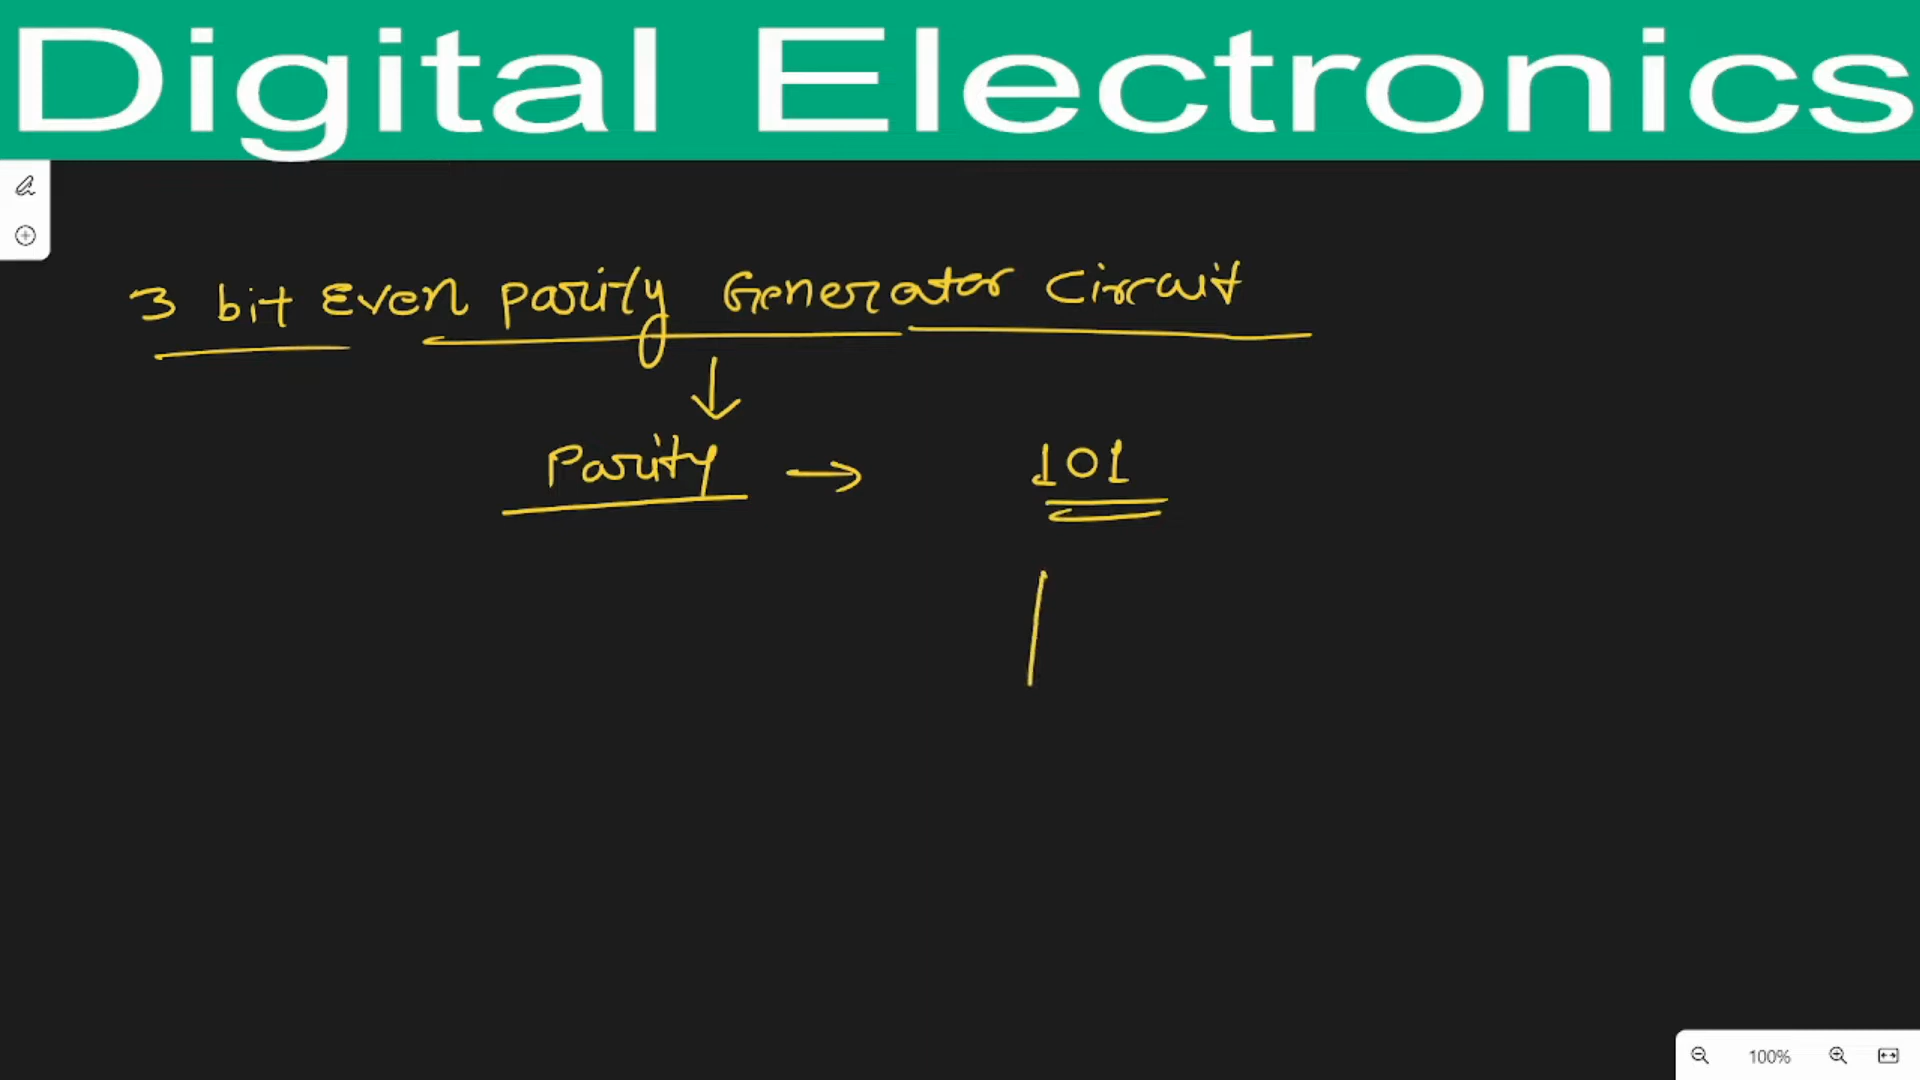 Digital Electronics
3 bit Even parity Generator Circuit
↓
Parity → 101
100%